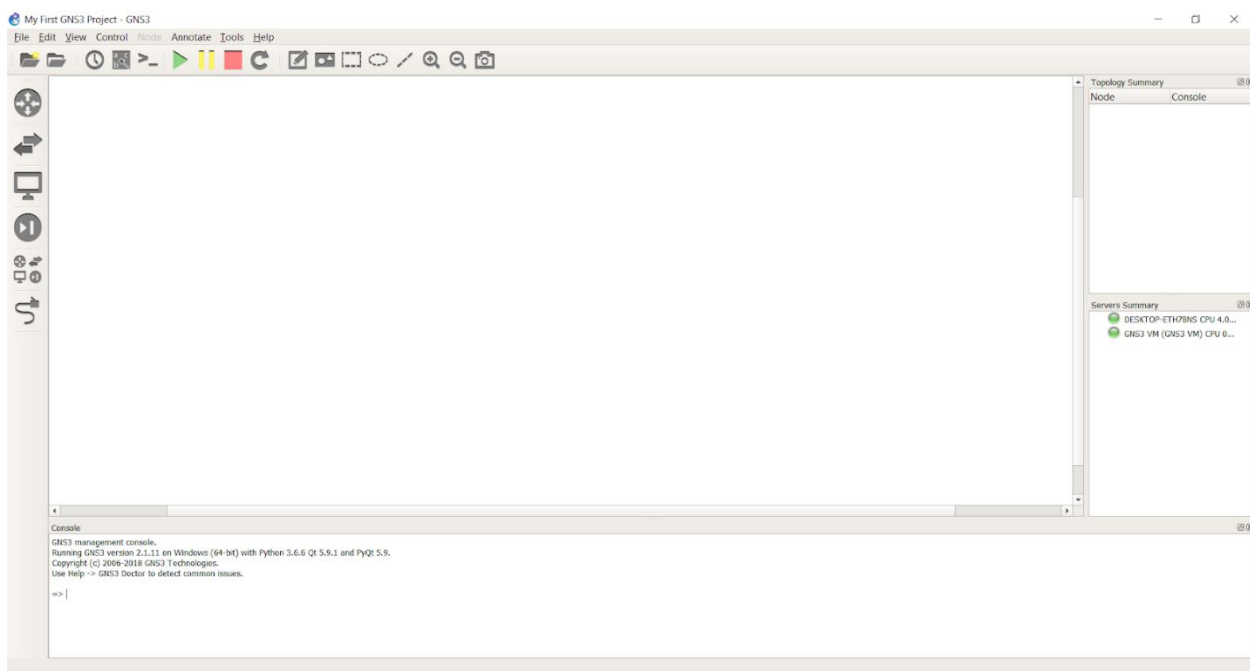 My First GNS3 Project - GNS3
File Edit View Control Node Annotate Tools Help
Topology Summary
Node Console
Servers Summary
DESKTOP-ETH78NS CPU 4.0...
GNS3 VM (GNS3 VM) CPU 0...
Console
GNS3 management console.
Running GNS3 version 2.1.11 on Windows (64-bit) with Python 3.6.6 Qt 5.9.1 and PyQt 5.9.
Copyright (c) 2006-2018 GNS3 Technologies.
Use Help -> GNS3 Doctor to detect common issues.
=>